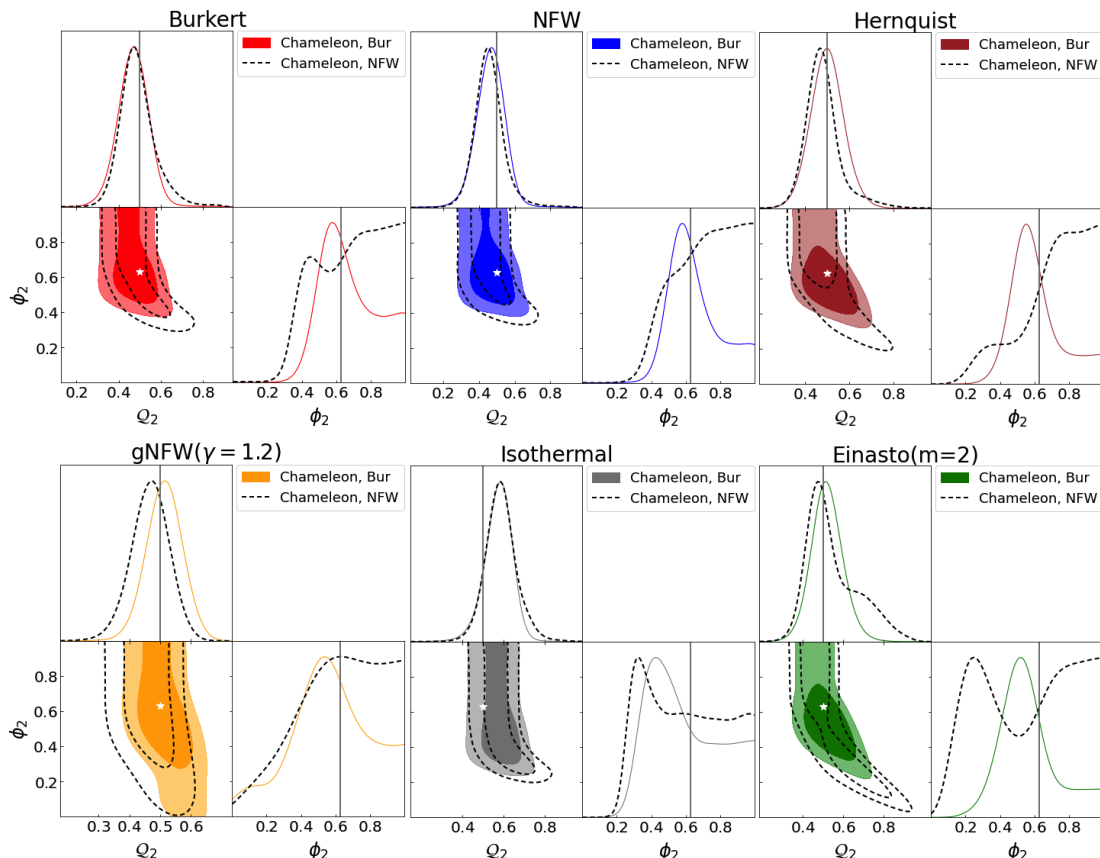 Burkert
Chameleon, Bur
Chameleon, NFW
0.8
0.6
0.4
0.2
ϕ₂
0.2 0.4 0.6 0.8
𝒬₂
0.2 0.4 0.6 0.8
ϕ₂
NFW
Chameleon, Bur
Chameleon, NFW
0.2 0.4 0.6 0.8
𝒬₂
0.2 0.4 0.6 0.8
ϕ₂
Hernquist
Chameleon, Bur
Chameleon, NFW
0.4 0.6 0.8
𝒬₂
0.2 0.4 0.6 0.8
ϕ₂
gNFW(γ = 1.2)
Chameleon, Bur
Chameleon, NFW
0.8
0.6
0.4
0.2
ϕ₂
0.3 0.4 0.5 0.6
𝒬₂
0.2 0.4 0.6 0.8
ϕ₂
Isothermal
Chameleon, Bur
Chameleon, NFW
0.4 0.6 0.8
𝒬₂
0.2 0.4 0.6 0.8
ϕ₂
Einasto(m=2)
Chameleon, Bur
Chameleon, NFW
0.4 0.6 0.8
𝒬₂
0.2 0.4 0.6 0.8
ϕ₂